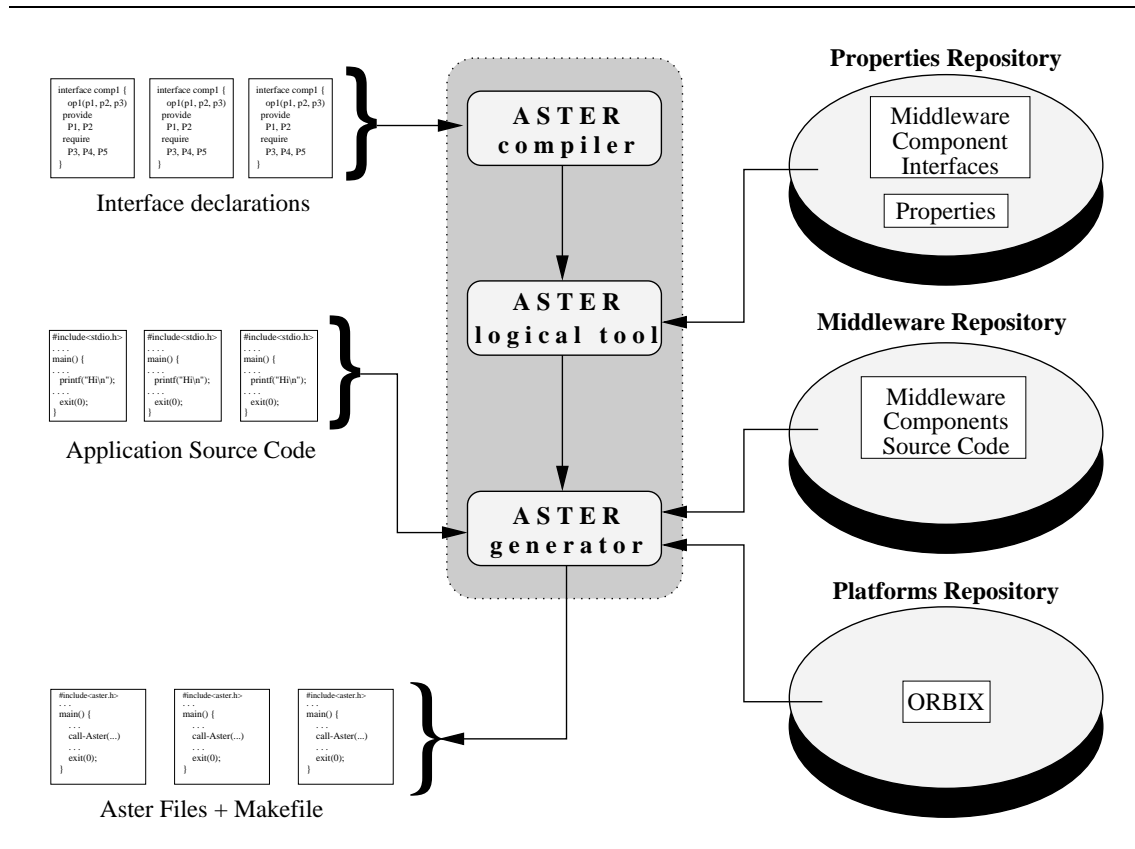 Properties Repository
interface comp1 {
op1(p1, p2, p3)
provide
P1, P2
require
P3, P4, P5
}
interface comp1 {
op1(p1, p2, p3)
provide
P1, P2
require
P3, P4, P5
}
interface comp1 {
op1(p1, p2, p3)
provide
P1, P2
require
P3, P4, P5
}
Interface declarations
ASTER
compiler
Middleware
Component
Interfaces
Properties
ASTER
logical tool
Middleware Repository
#include<stdio.h>
. . . .
main() {
. . . .
printf("Hi\n");
. . . .
exit(0);
}
#include<stdio.h>
. . . .
main() {
. . . .
printf("Hi\n");
. . . .
exit(0);
}
#include<stdio.h>
. . . .
main() {
. . . .
printf("Hi\n");
. . . .
exit(0);
}
Application Source Code
Middleware
Components
Source Code
ASTER
generator
Platforms Repository
ORBIX
#include<aster.h>
. . .
main() {
. . .
call-Aster(...)
. . .
exit(0);
}
#include<aster.h>
. . .
main() {
. . .
call-Aster(...)
. . .
exit(0);
}
#include<aster.h>
. . .
main() {
. . .
call-Aster(...)
. . .
exit(0);
}
Aster Files + Makefile